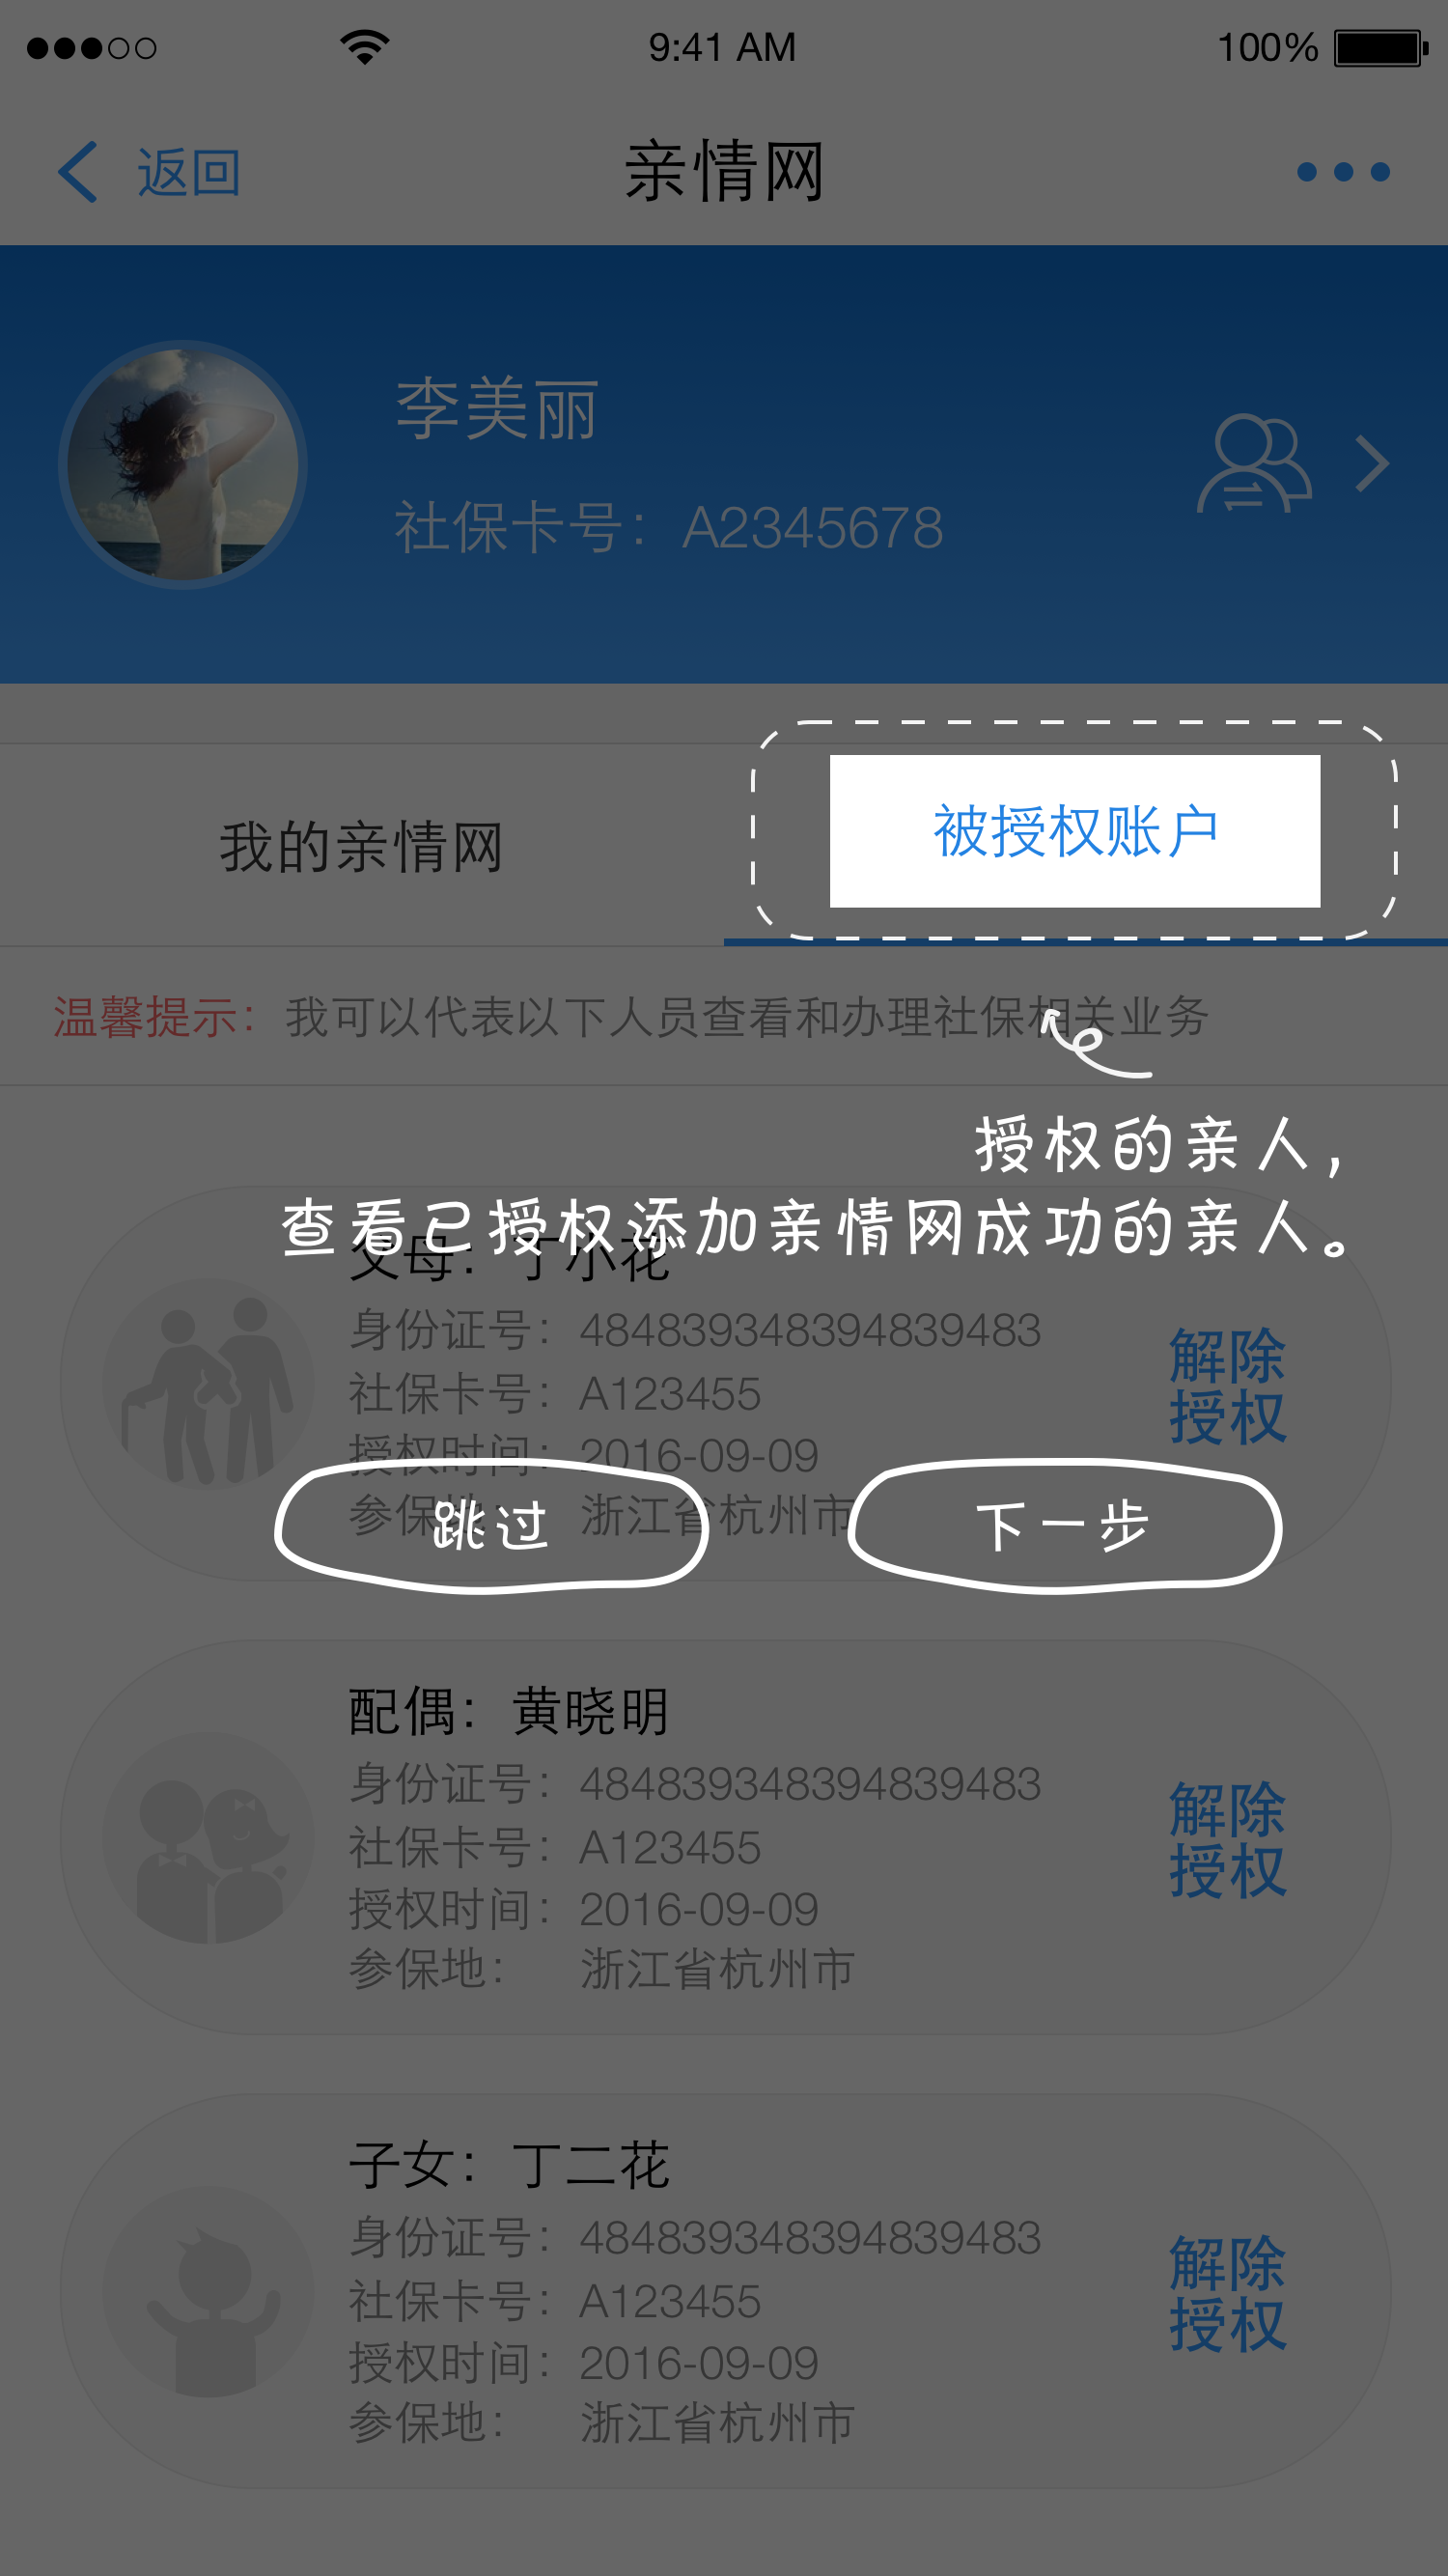 9:41 AM 100%
返回 亲情网
李美丽
社保卡号：A2345678
我的亲情网 被授权账户
温馨提示：我可以代表以下人员查看和办理社保相关业务
授权的亲人，
查看已授权添加亲情网成功的亲人。
父母：丁小花
身份证号：484839348394839483
社保卡号：A123455
授权时间：2016-09-09
参保地： 浙江省杭州市
解除
授权
跳过 下一步
配偶：黄晓明
身份证号：484839348394839483
社保卡号：A123455
授权时间：2016-09-09
参保地： 浙江省杭州市
解除
授权
子女：丁二花
身份证号：484839348394839483
社保卡号：A123455
授权时间：2016-09-09
参保地： 浙江省杭州市
解除
授权